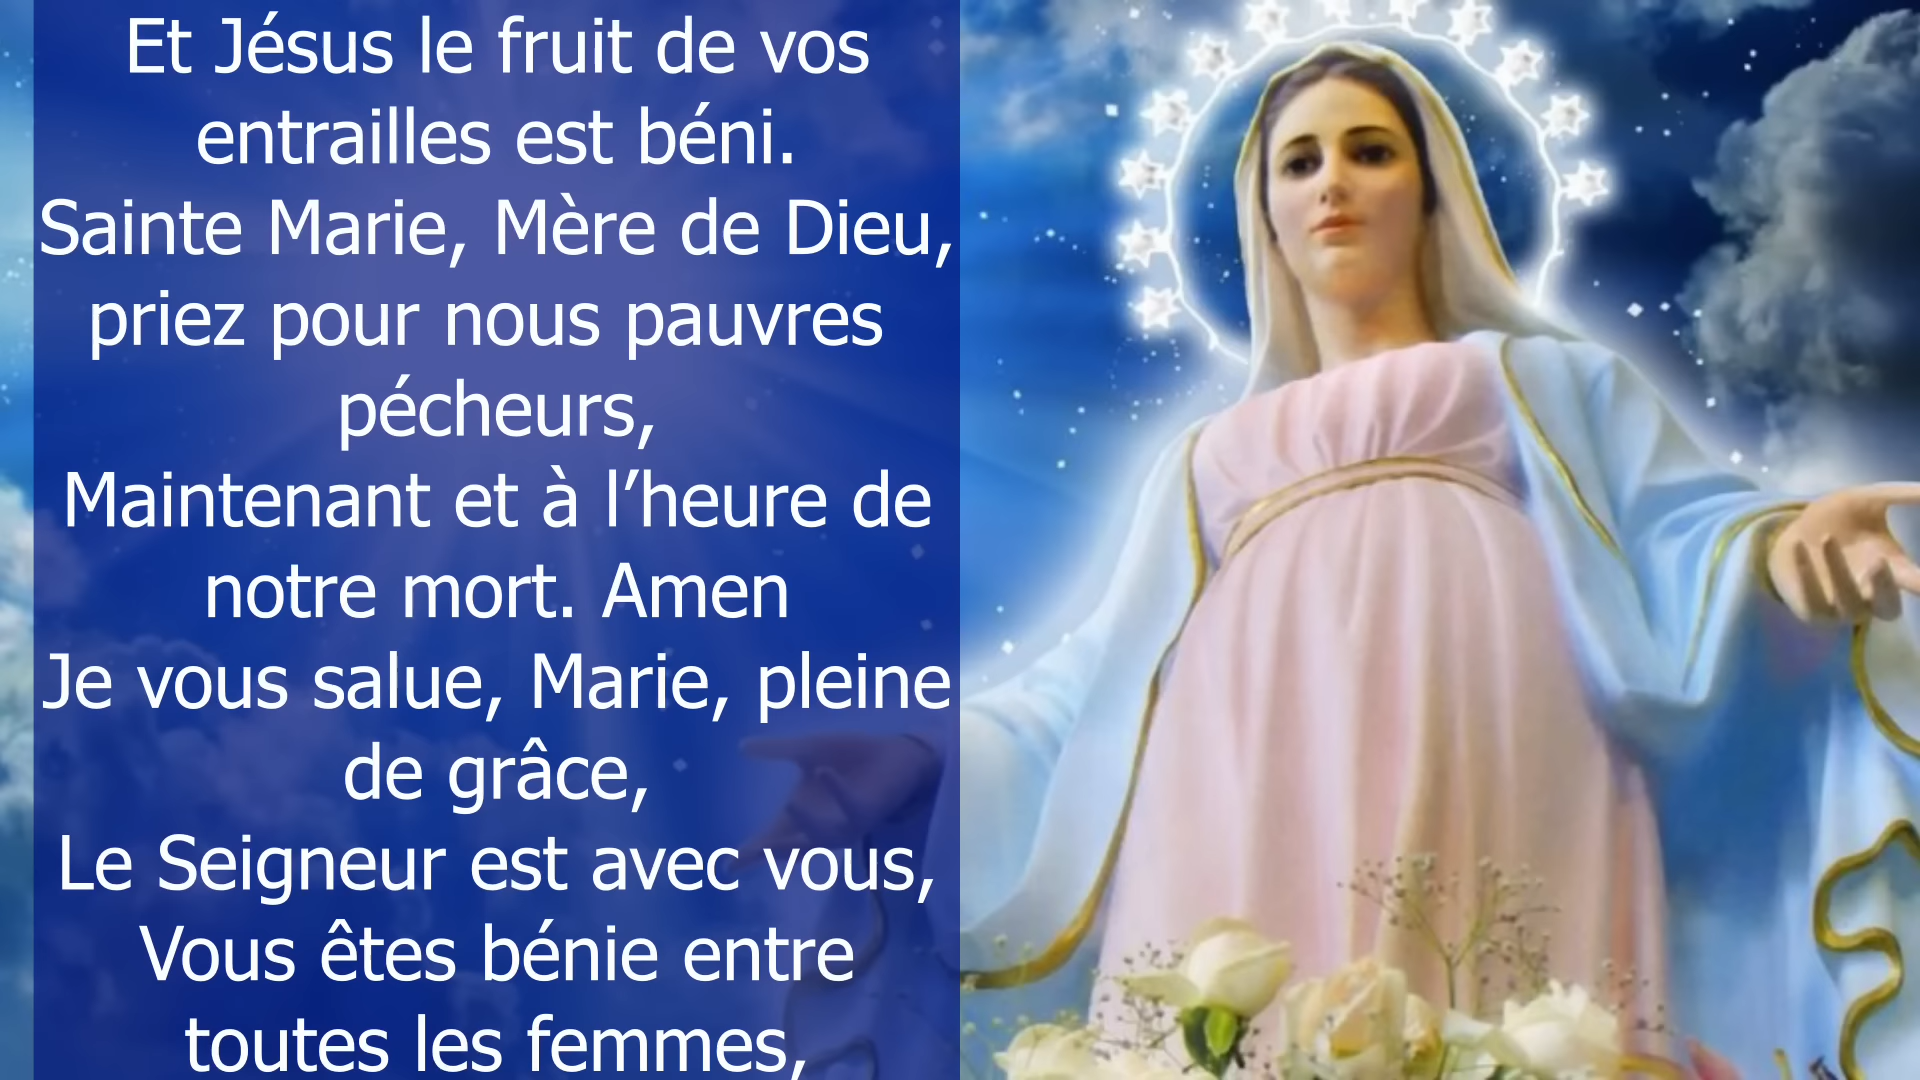 Et Jésus le fruit de vos
entrailles est béni.
Sainte Marie, Mère de Dieu,
priez pour nous pauvres
pécheurs,
Maintenant et à l’heure de
notre mort. Amen
Je vous salue, Marie, pleine
de grâce,
Le Seigneur est avec vous,
Vous êtes bénie entre
toutes les femmes,